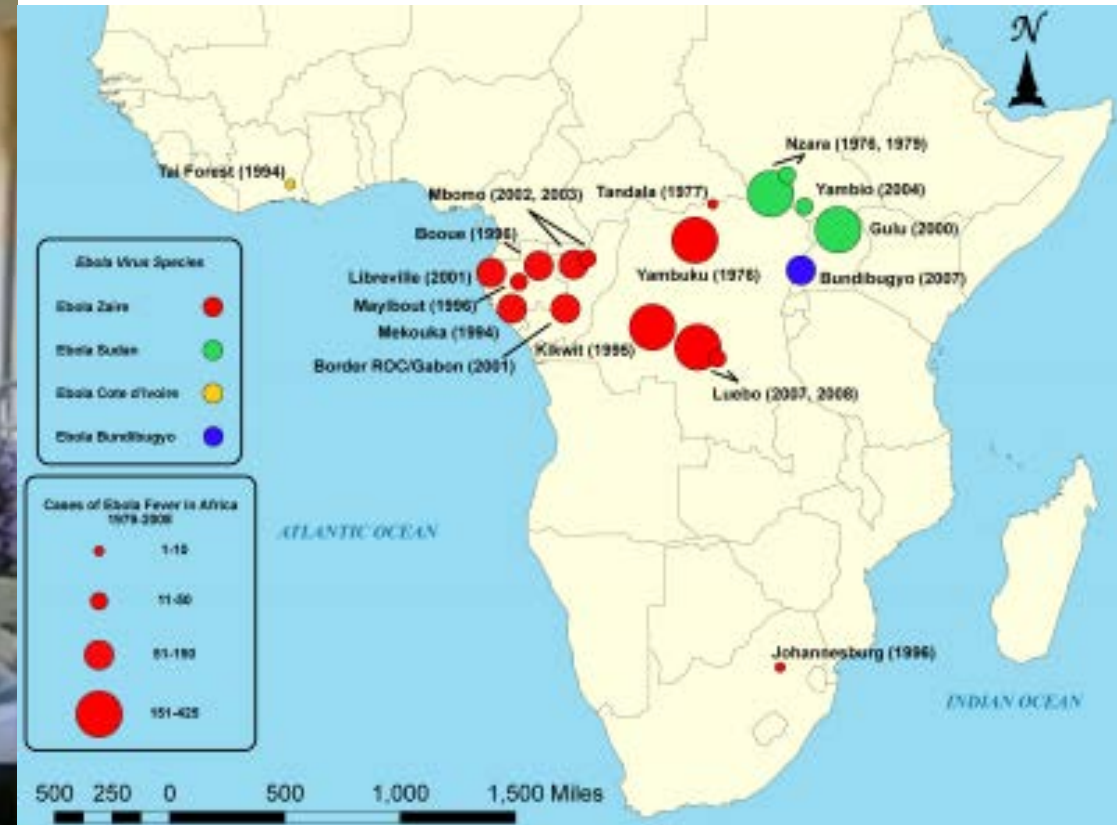 N
Nzara (1976, 1979)
Tai Forest (1994)
Tandala (1977)
Yambio (2004)
Mbomo (2002, 2003)
Gulu (2000)
Booue (1996)
Libreville (2001)
Yambuku (1976)
Bundibugyo (2007)
Mayibout (1996)
Mekouka (1994)
Kikwit (1995)
Border ROC/Gabon (2001)
Luebo (2007, 2008)
Ebola Virus Species
Ebola Zaire
Ebola Sudan
Ebola Cote d'Ivoire
Ebola Bundibugyo
Cases of Ebola Fever in Africa
1-10
11-50
151-425
ATLANTIC OCEAN
Johannesburg (1996)
INDIAN OCEAN
500 250 0 500 1,000 1,500 Miles